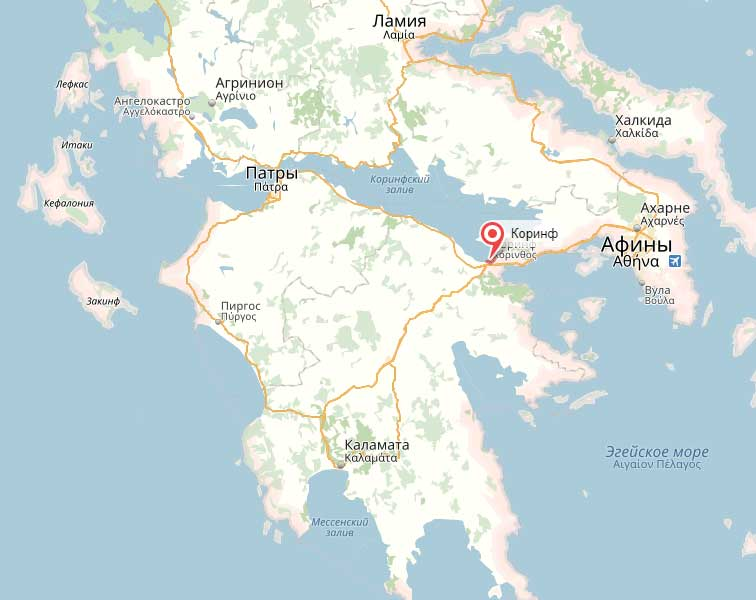 Ламия
Λαμία
Лефкас
Агринион
Αγρίνιο
Ангелокастро
Αγγελόκαστρο
Халкида
Χαλκίδα
Итаки
Патры
Πάτρα
Коринфский
залив
Кефалония
Ахарне
Αχαρνές
Коринф
Афины
Αθήνα
Вула
Βούλα
Закинф
Пиргос
Πύργος
Каламата
Καλαμάτα
Эгейское море
Αιγαίον Πέλαγος
Мессенский
залив